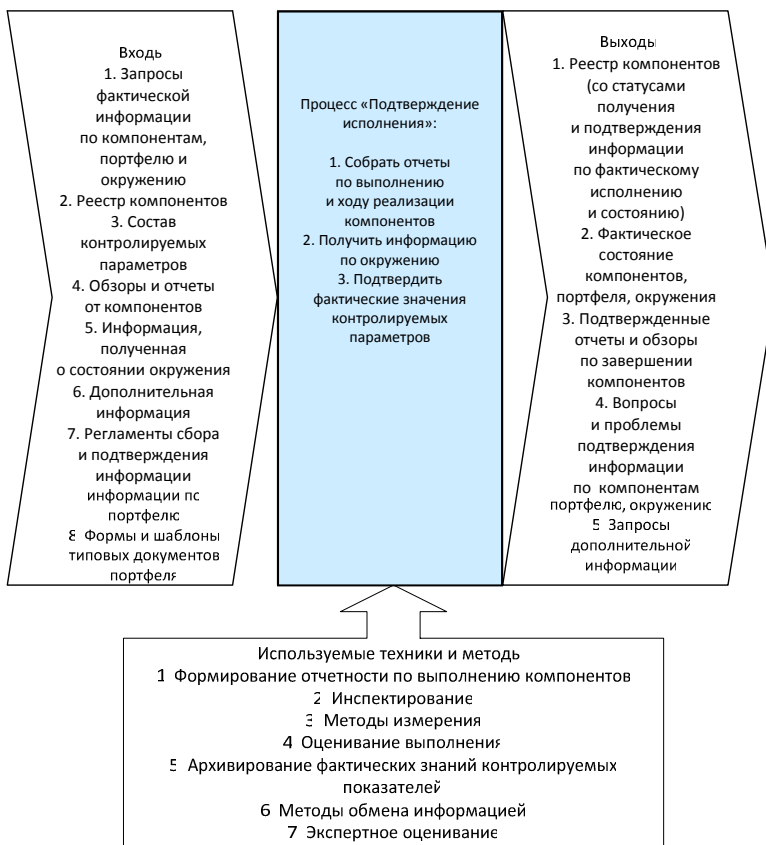 Входь
1. Запросы
фактической
информации
по компонентам,
портфелю и
окружению
2. Реестр компонентов
3. Состав
контролируемых
параметров
4. Обзоры и отчеты
от компонентов
5. Информация,
полученная
о состоянии окружения
6. Дополнительная
информация
7. Регламенты сбора
и подтверждения
информации
информации по
портфелю
8 Формы и шаблоны
типовых документов
портфеля
Процесс «Подтверждение
исполнения»:
1. Собрать отчеты
по выполнению
и ходу реализации
компонентов
2. Получить информацию
по окружению
3. Подтвердить
фактические значения
контролируемых
параметров
Выходы
1. Реестр компонентов
(со статусами
получения
и подтверждения
информации
по фактическому
исполнению
и состоянию)
2. Фактическое
состояние
компонентов,
портфеля, окружения
3. Подтвержденные
отчеты и обзоры
по завершении
компонентов
4. Вопросы
и проблемы
подтверждения
информации
по компонентам
портфелю, окружению
5 Запросы
дополнительной
информации
Используемые техники и методь
1 Формирование отчетности по выполнению компонентов
2 Инспектирование
3 Методы измерения
4 Оценивание выполнения
5 Архивирование фактических знаний контролируемых
показателей
6 Методы обмена информацией
7 Экспертное оценивание